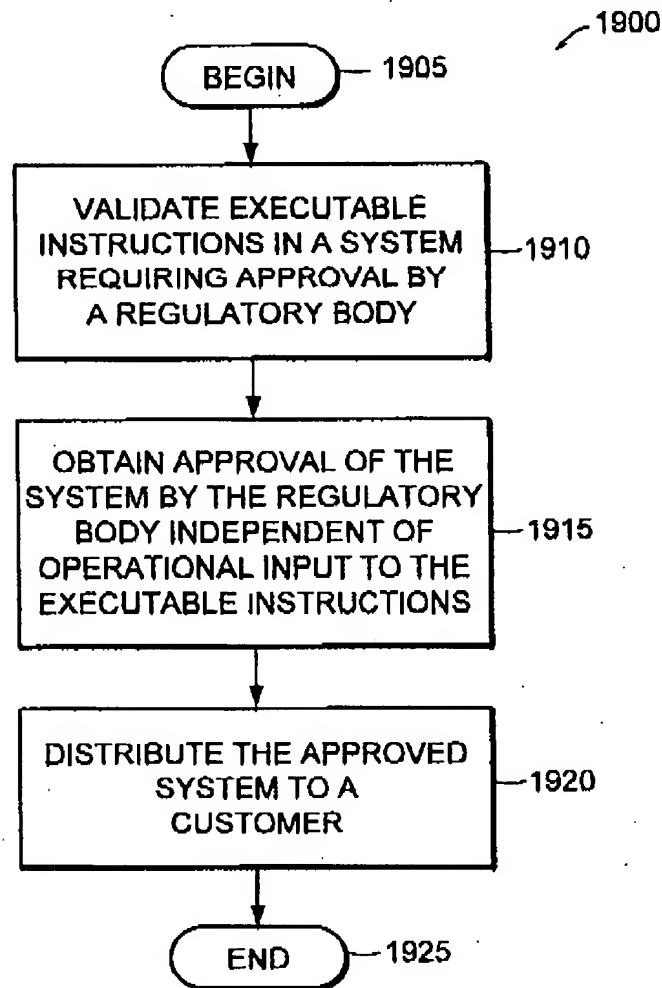 1900
BEGIN
1905
VALIDATE EXECUTABLE
INSTRUCTIONS IN A SYSTEM
REQUIRING APPROVAL BY
A REGULATORY BODY
1910
OBTAIN APPROVAL OF THE
SYSTEM BY THE REGULATORY
BODY INDEPENDENT OF
OPERATIONAL INPUT TO THE
EXECUTABLE INSTRUCTIONS
1915
DISTRIBUTE THE APPROVED
SYSTEM TO A
CUSTOMER
1920
END
1925